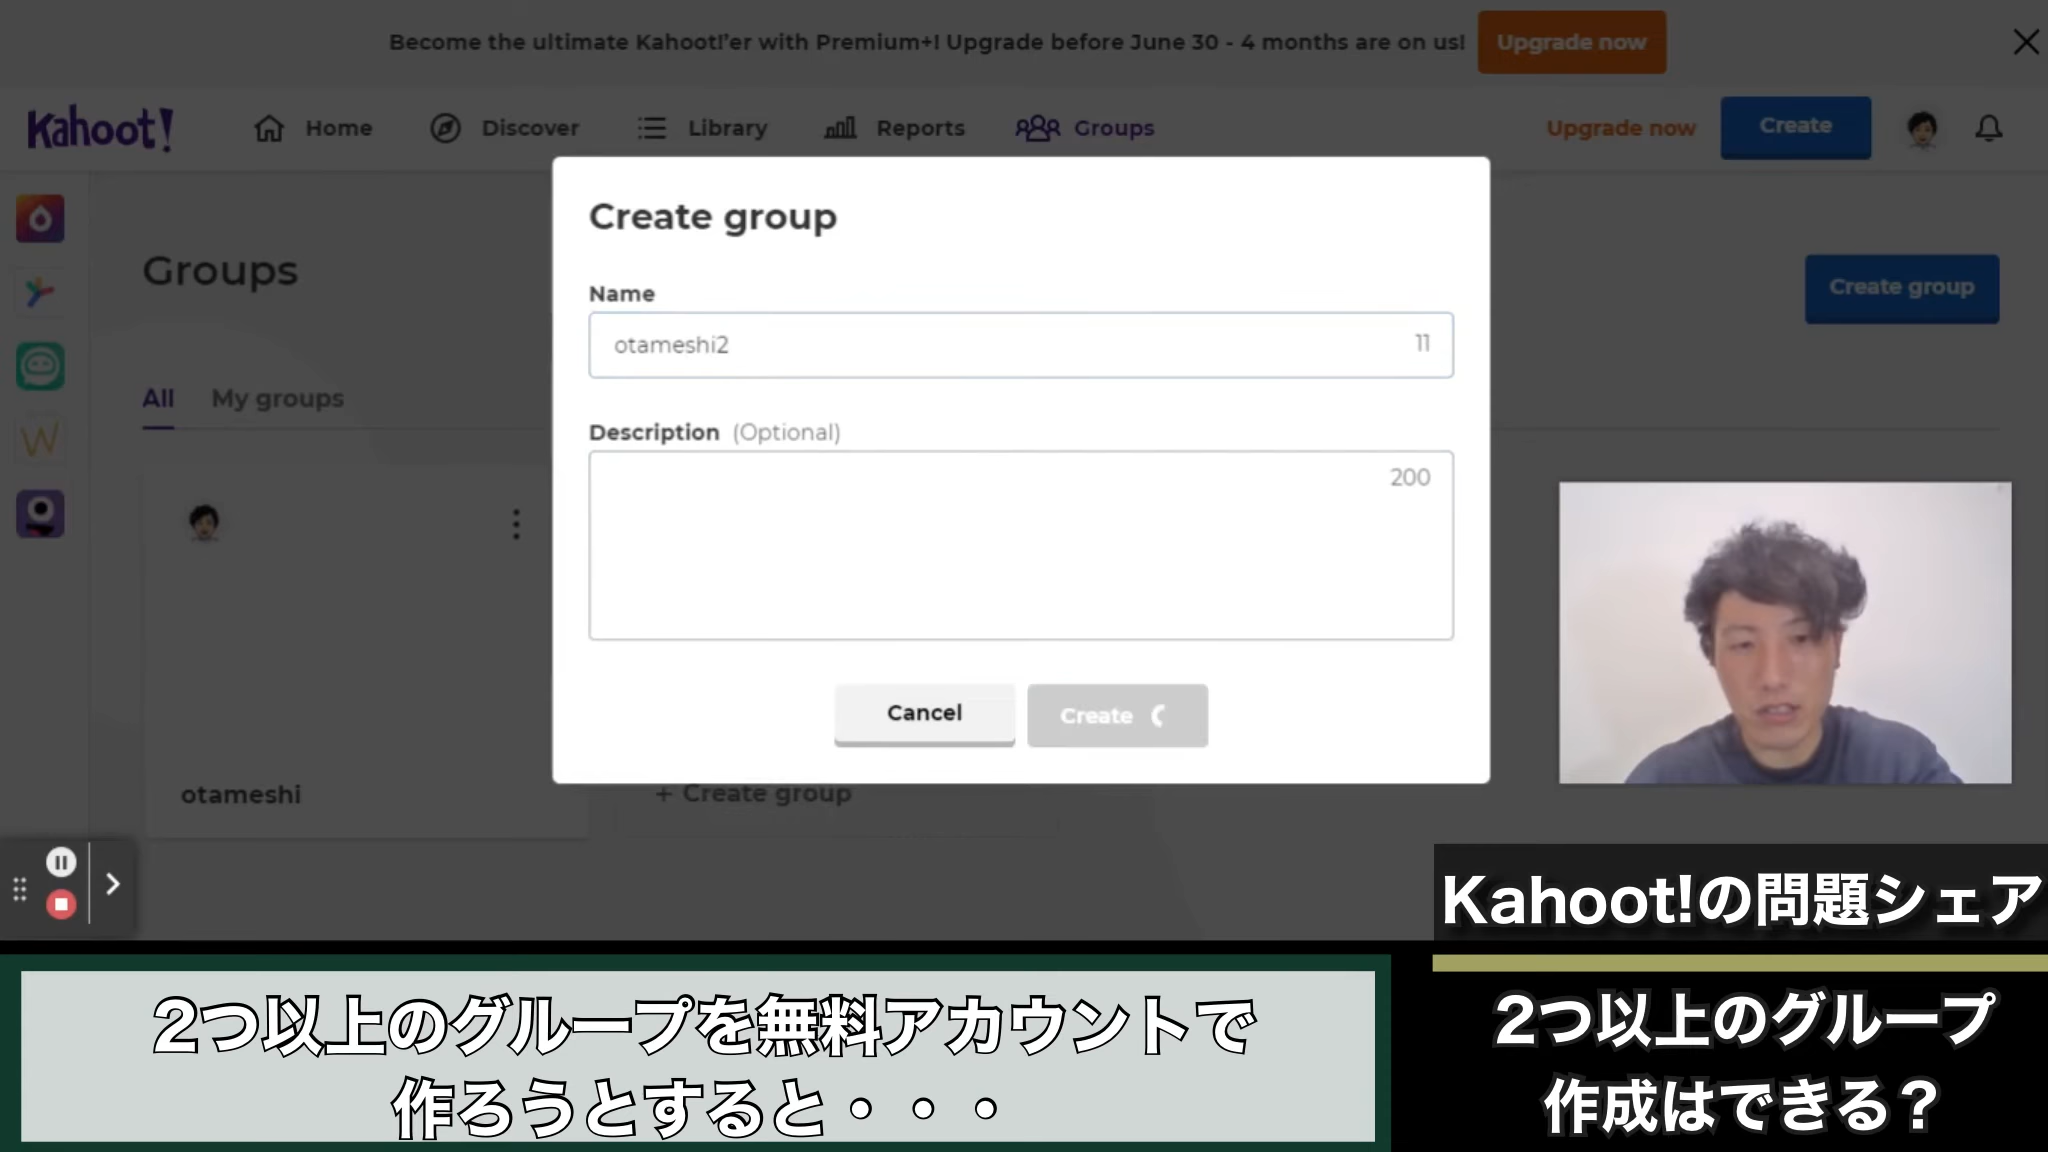 Become the ultimate Kahoot!'er with Premium+! Upgrade before June 30 - 4 months are on us!
Upgrade now
Kahoot!
Home
Discover
Library
Reports
Groups
Upgrade now
Create
Create group
Groups
Create group
Name
otameshi2
11
All
My groups
Description (Optional)
200
W
Cancel
Create
otameshi
+ Create group
Kahoot!の問題シェア
2つ以上のグループを無料アカウントで
作ろうとすると・・・
2つ以上のグループ
作成はできる？